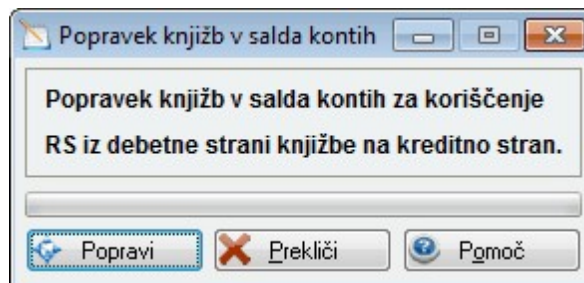 Popravek knjižb v salda kontih
Popravek knjižb v salda kontih za koriščenje
RS iz debetne strani knjižbe na kreditno stran.
Popravi Prekliči Pomoč